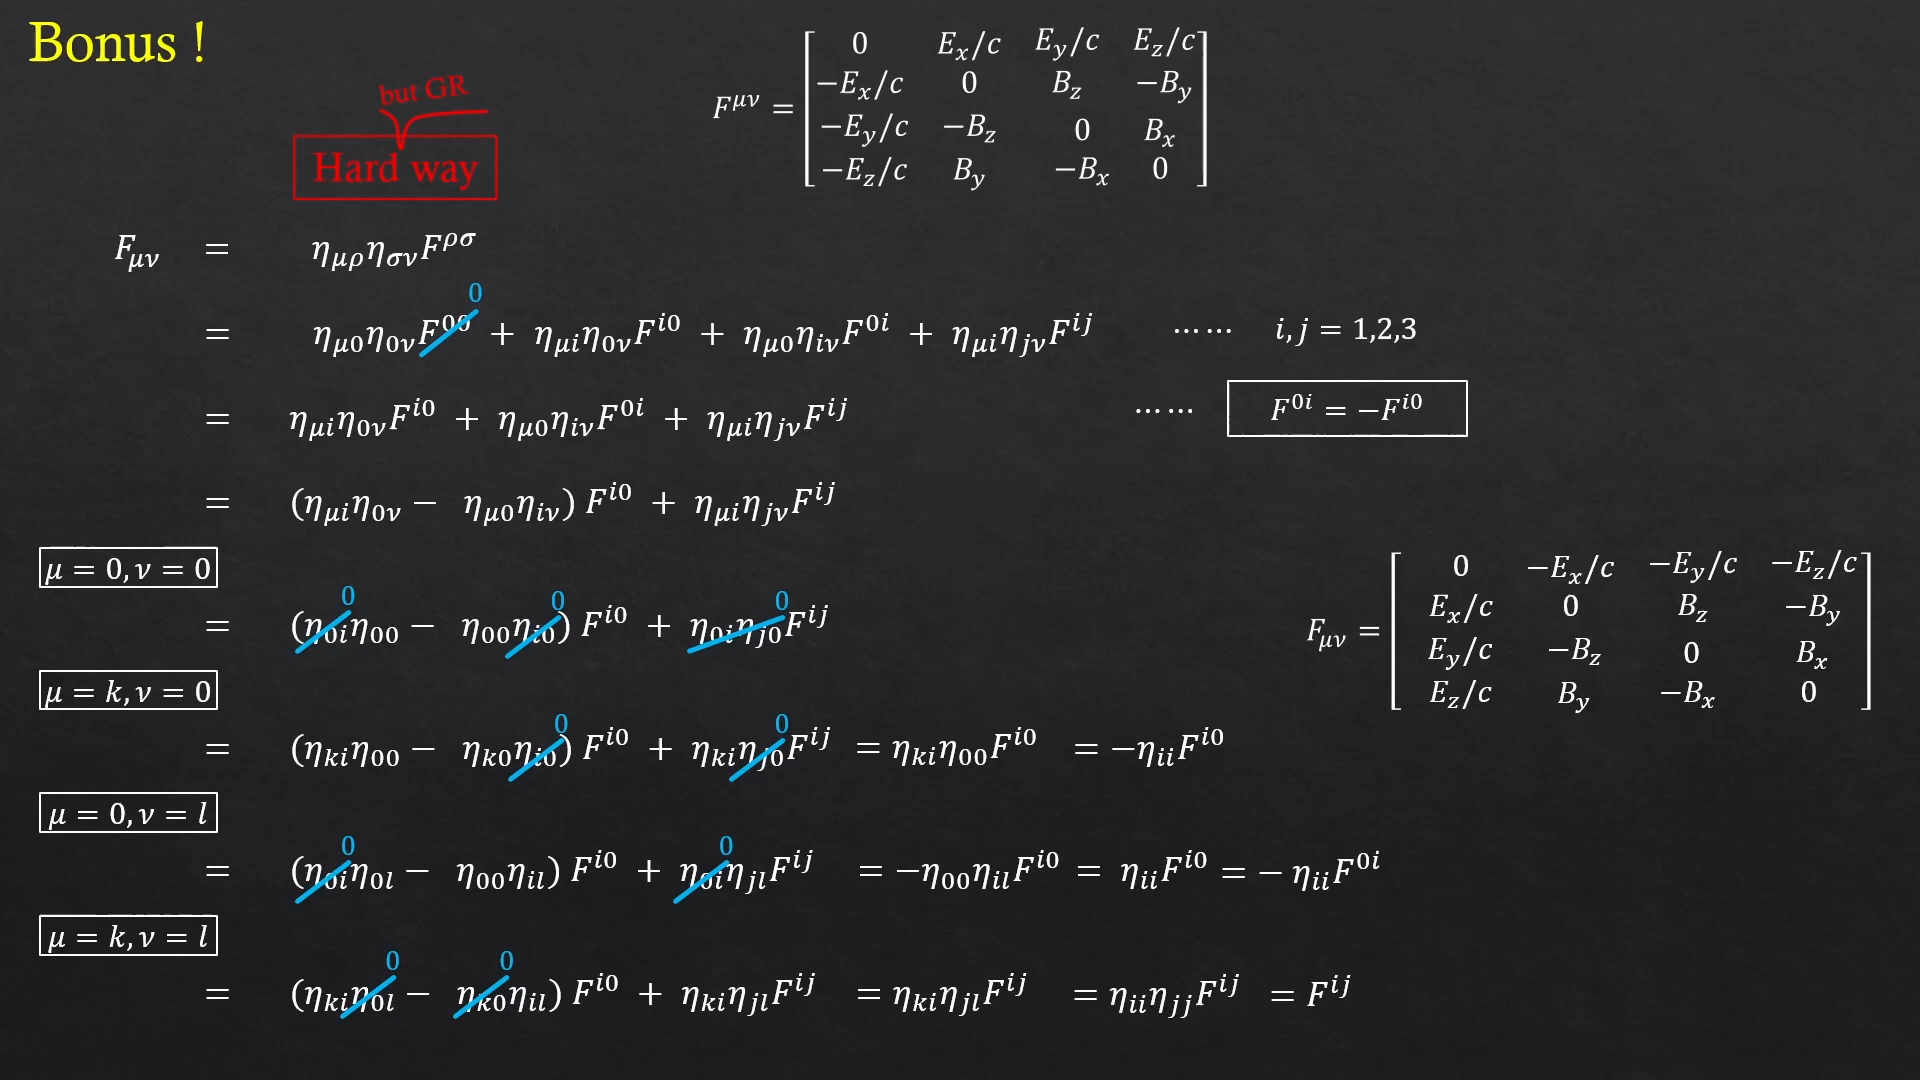 Bonus !
but GR
Hard way
F^{μν} = [ 0 E_x/c E_y/c E_z/c
−E_x/c 0 B_z −B_y
−E_y/c −B_z 0 B_x
−E_z/c B_y −B_x 0 ]
F_{μν} = η_{μρ}η_{σν}F^{ρσ}
0
= η_{μ0}η_{0ν}F^{00} + η_{μi}η_{0ν}F^{i0} + η_{μ0}η_{iν}F^{0i} + η_{μi}η_{jν}F^{ij} …… i, j = 1,2,3
= η_{μi}η_{0ν}F^{i0} + η_{μ0}η_{iν}F^{0i} + η_{μi}η_{jν}F^{ij} …… F^{0i} = −F^{i0}
= (η_{μi}η_{0ν} − η_{μ0}η_{iν}) F^{i0} + η_{μi}η_{jν}F^{ij}
μ = 0, ν = 0
0 0 0
= (η_{0i}η_{00} − η_{00}η_{i0}) F^{i0} + η_{0i}η_{j0}F^{ij}
F_{μν} = [ 0 −E_x/c −E_y/c −E_z/c
E_x/c 0 B_z −B_y
E_y/c −B_z 0 B_x
E_z/c B_y −B_x 0 ]
μ = k, ν = 0
0 0
= (η_{ki}η_{00} − η_{k0}η_{i0}) F^{i0} + η_{ki}η_{j0}F^{ij} = η_{ki}η_{00}F^{i0} = −η_{ii}F^{i0}
μ = 0, ν = l
0 0
= (η_{0i}η_{0l} − η_{00}η_{il}) F^{i0} + η_{0i}η_{jl}F^{ij} = −η_{00}η_{il}F^{i0} = η_{ii}F^{i0} = − η_{ii}F^{0i}
μ = k, ν = l
0 0
= (η_{ki}η_{0l} − η_{k0}η_{il}) F^{i0} + η_{ki}η_{jl}F^{ij} = η_{ki}η_{jl}F^{ij} = η_{ii}η_{jj}F^{ij} = F^{ij}